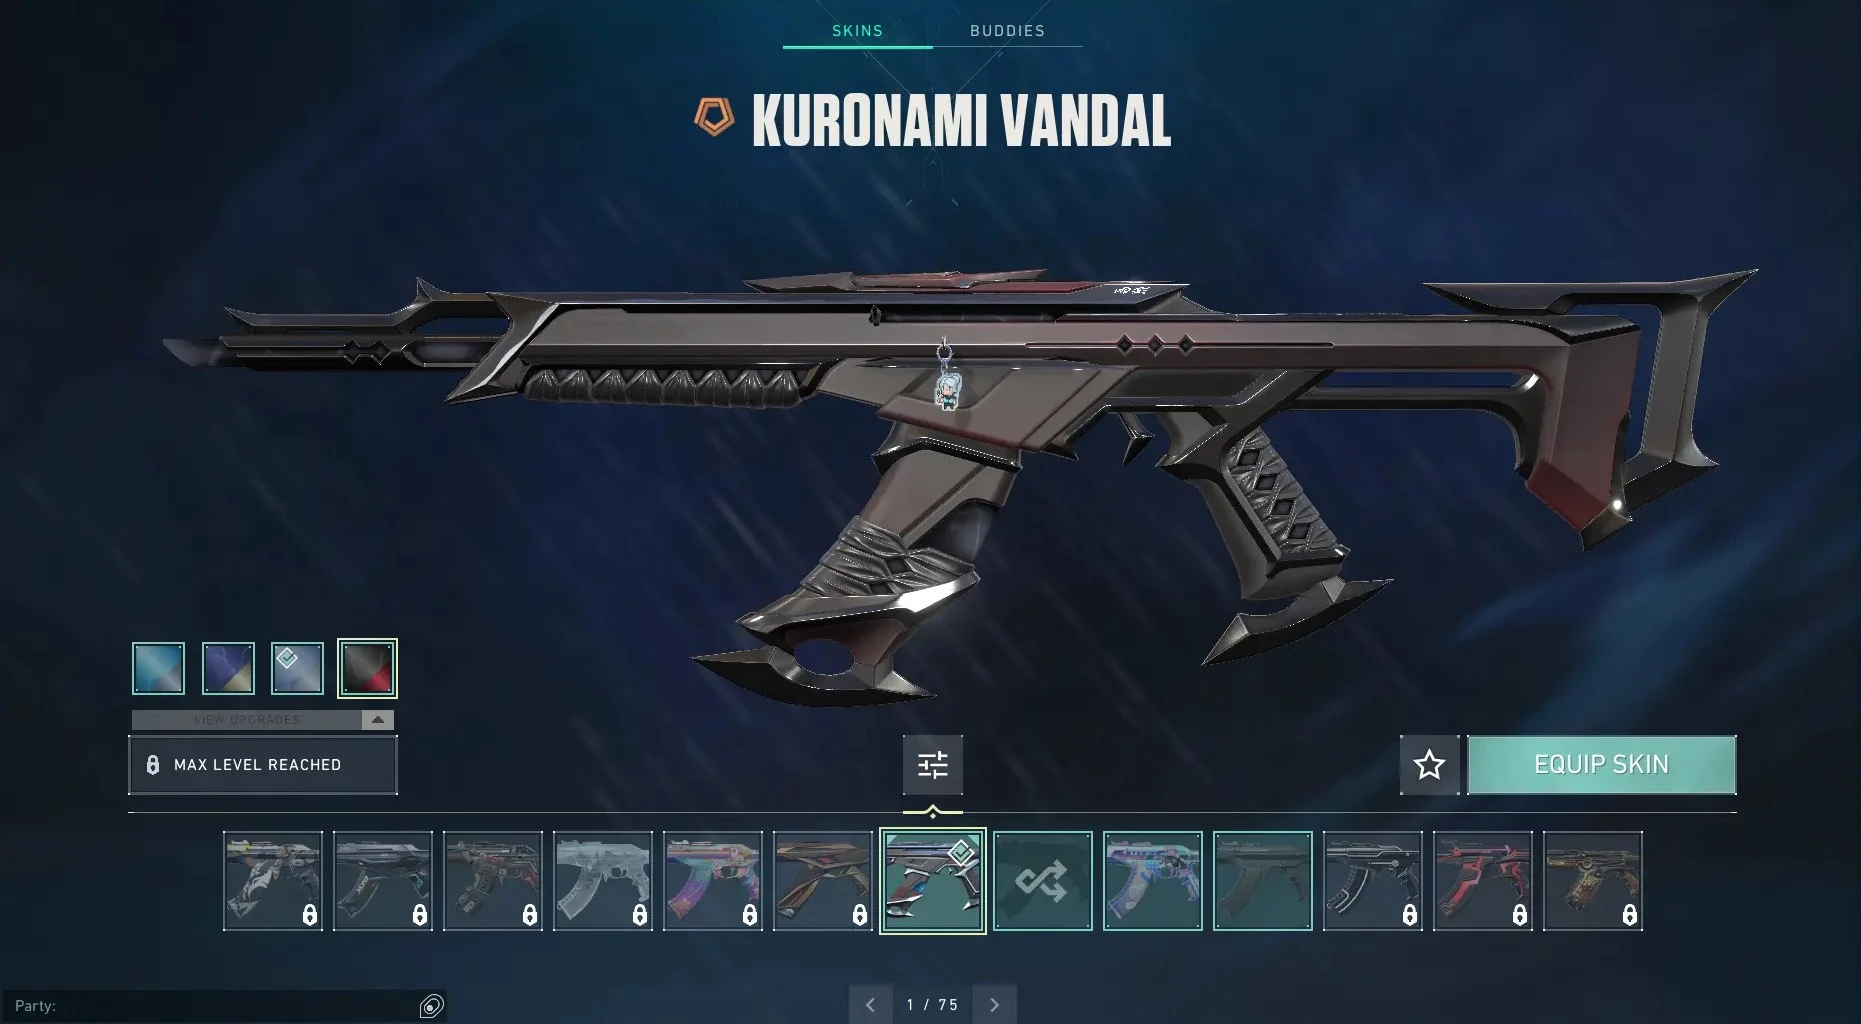 SKINS
BUDDIES
KURONAMI VANDAL
VIEW UPGRADES
MAX LEVEL REACHED
EQUIP SKIN
Party:
1 / 75